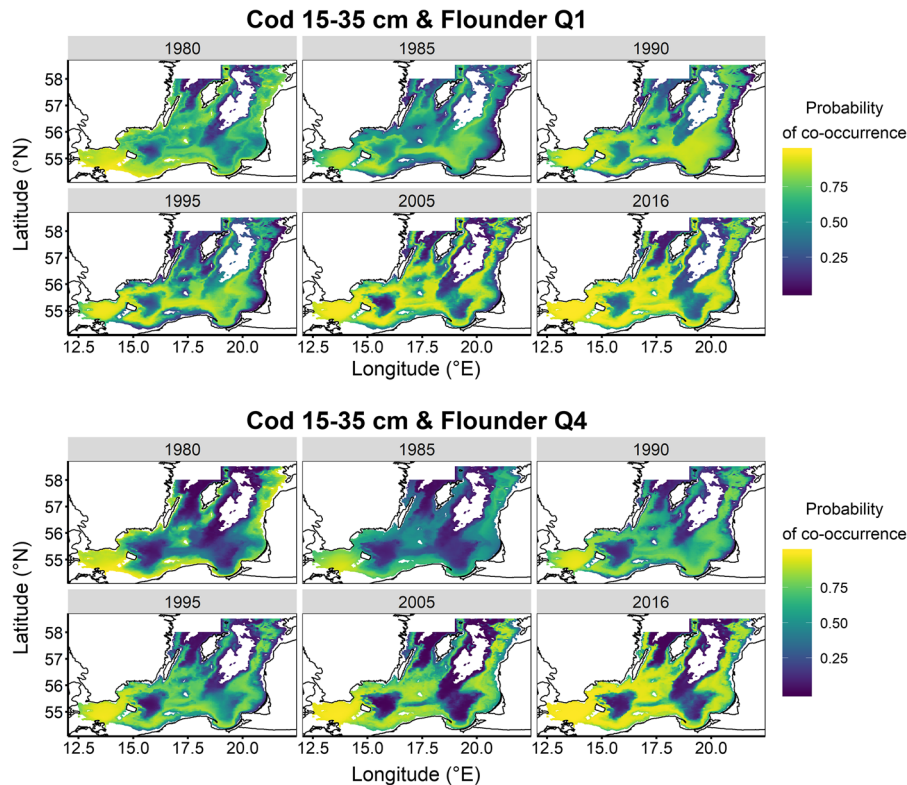 Cod 15-35 cm & Flounder Q1
1980 1985 1990
58
57
56
55
1995 2005 2016
58
57
56
55
12.5 15.0 17.5 20.0 12.5 15.0 17.5 20.0 12.5 15.0 17.5 20.0
Latitude (°N)
Longitude (°E)
Probability
of co-occurrence
0.75
0.50
0.25
Cod 15-35 cm & Flounder Q4
1980 1985 1990
58
57
56
55
1995 2005 2016
58
57
56
55
12.5 15.0 17.5 20.0 12.5 15.0 17.5 20.0 12.5 15.0 17.5 20.0
Latitude (°N)
Longitude (°E)
Probability
of co-occurrence
0.75
0.50
0.25